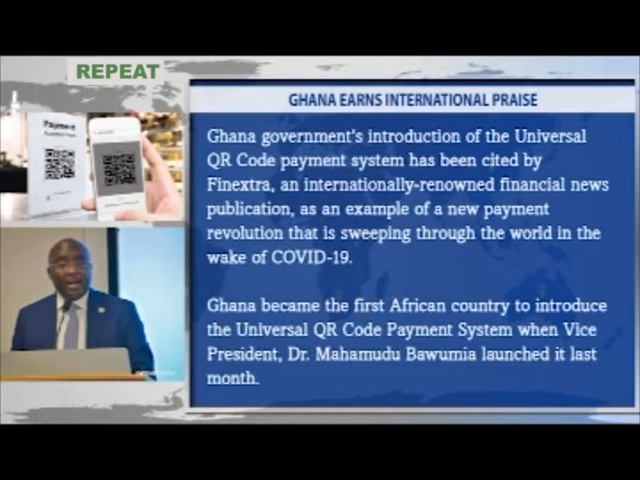 REPEAT
GHANA EARNS INTERNATIONAL PRAISE
Payment
Ghana government's introduction of the Universal
QR Code payment system has been cited by
Finextra, an internationally-renowned financial news
publication, as an example of a new payment
revolution that is sweeping through the world in the
wake of COVID-19.
Ghana became the first African country to introduce
the Universal QR Code Payment System when Vice
President, Dr. Mahamudu Bawumia launched it last
month.